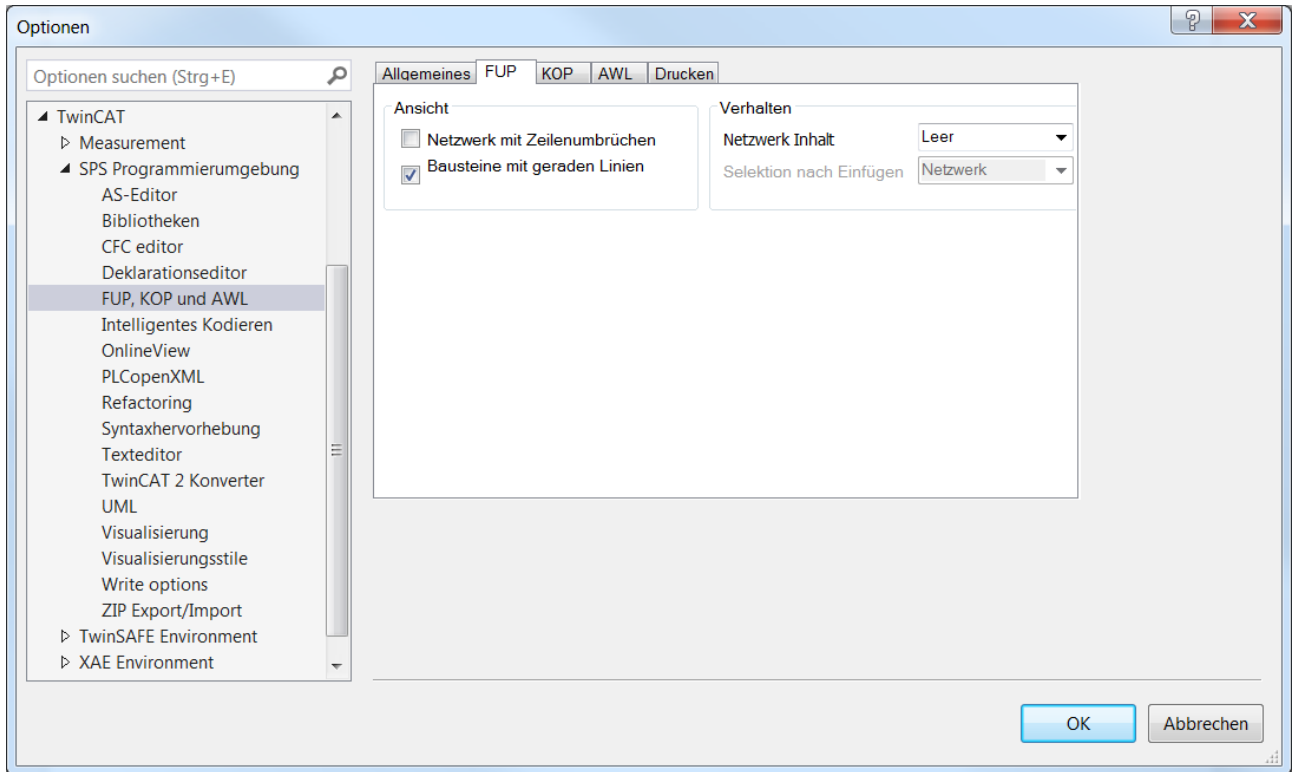 Optionen
Optionen suchen (Strg+E)
TwinCAT
Measurement
SPS Programmierumgebung
AS-Editor
Bibliotheken
CFC editor
Deklarationseditor
FUP, KOP und AWL
Intelligentes Kodieren
OnlineView
PLCopenXML
Refactoring
Syntaxhervorhebung
Texteditor
TwinCAT 2 Konverter
UML
Visualisierung
Visualisierungsstile
Write options
ZIP Export/Import
TwinSAFE Environment
XAE Environment
Allgemeines FUP KOP AWL Drucken
Ansicht
Netzwerk mit Zeilenumbrüchen
Bausteine mit geraden Linien
Verhalten
Netzwerk Inhalt Leer
Selektion nach Einfügen Netzwerk
OK Abbrechen